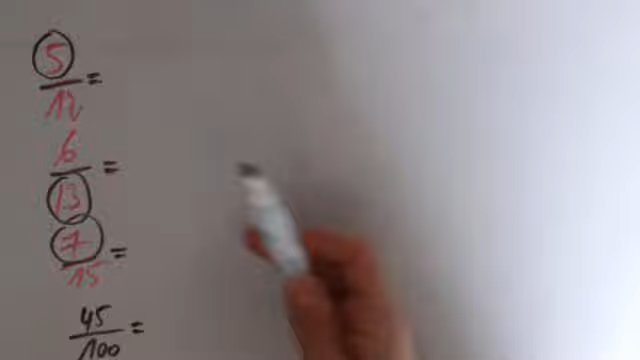 5/12 =
6/13 =
7/15 =
45/100 =